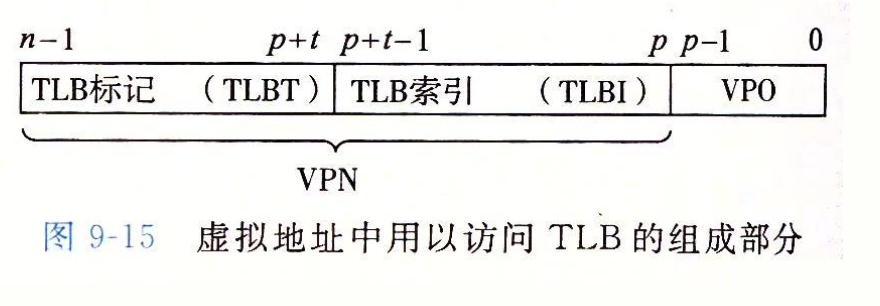 n-1 p+t p+t-1 p p-1 0
TLB标记 （TLBT） TLB索引 （TLBI） VPO
VPN
图 9-15 虚拟地址中用以访问 TLB 的组成部分